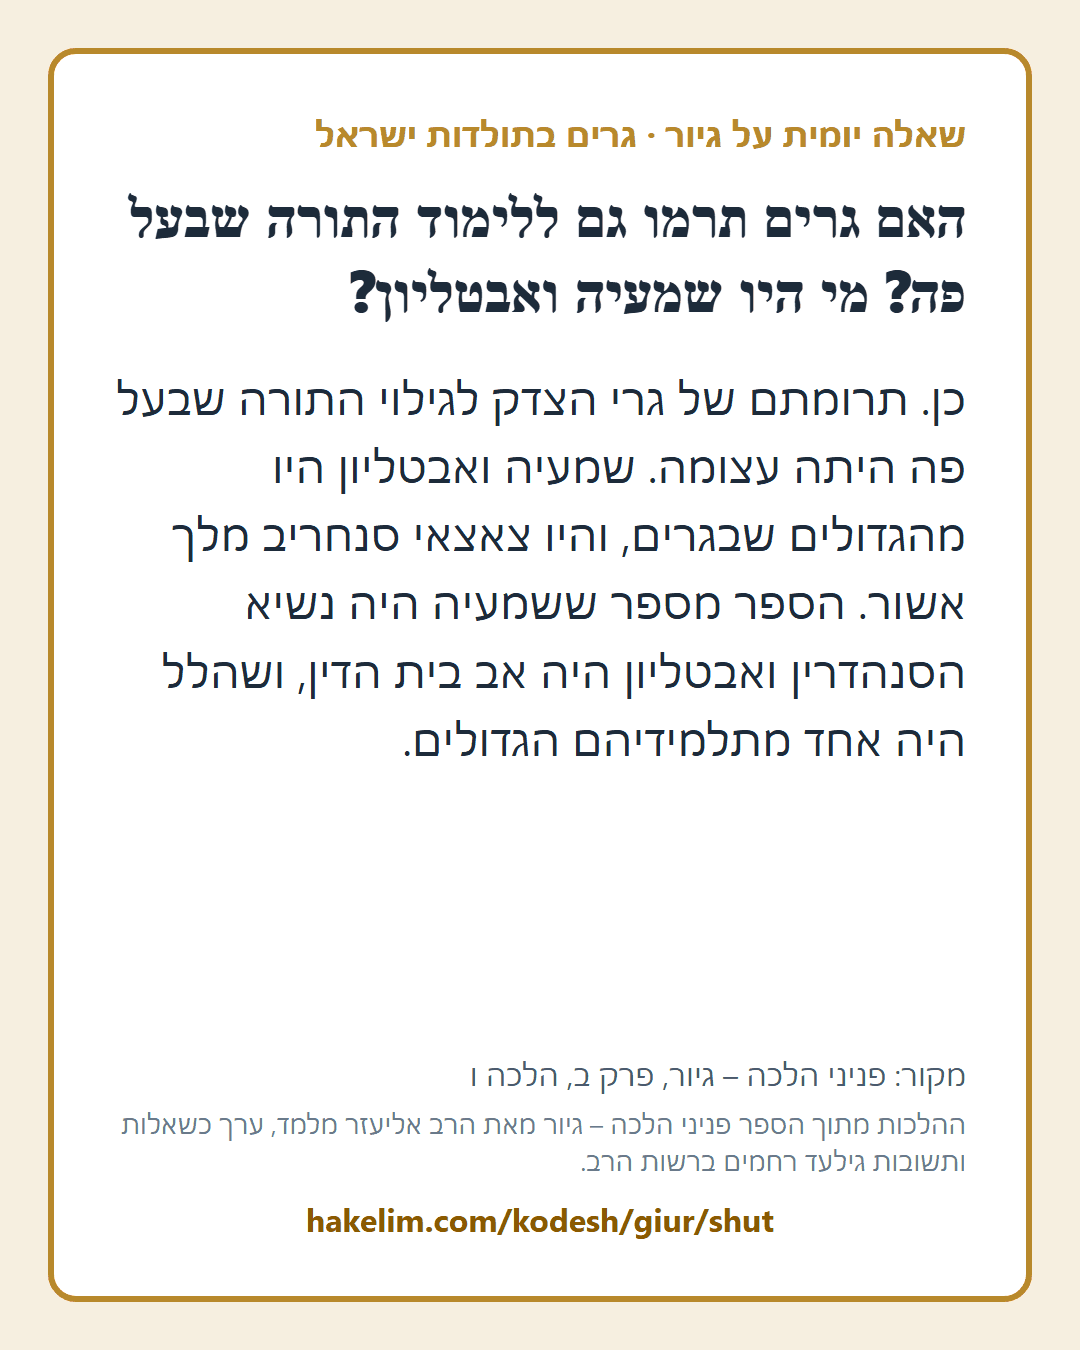 שאלה יומית על גיור · גרים בתולדות ישראל
האם גרים תרמו גם ללימוד התורה שבעל
פה? מי היו שמעיה ואבטליון?
כן. תרומתם של גרי הצדק לגילוי התורה שבעל
פה היתה עצומה. שמעיה ואבטליון היו
מהגדולים שבגרים, והיו צאצאי סנחריב מלך
אשור. הספר מספר ששמעיה היה נשיא
הסנהדרין ואבטליון היה אב בית הדין, ושהלל
היה אחד מתלמידיהם הגדולים.
מקור: פניני הלכה – גיור, פרק ב, הלכה ו
ההלכות מתוך הספר פניני הלכה – גיור מאת הרב אליעזר מלמד, ערך כשאלות
ותשובות גילעד רחמים ברשות הרב.
hakelim.com/kodesh/giur/shut